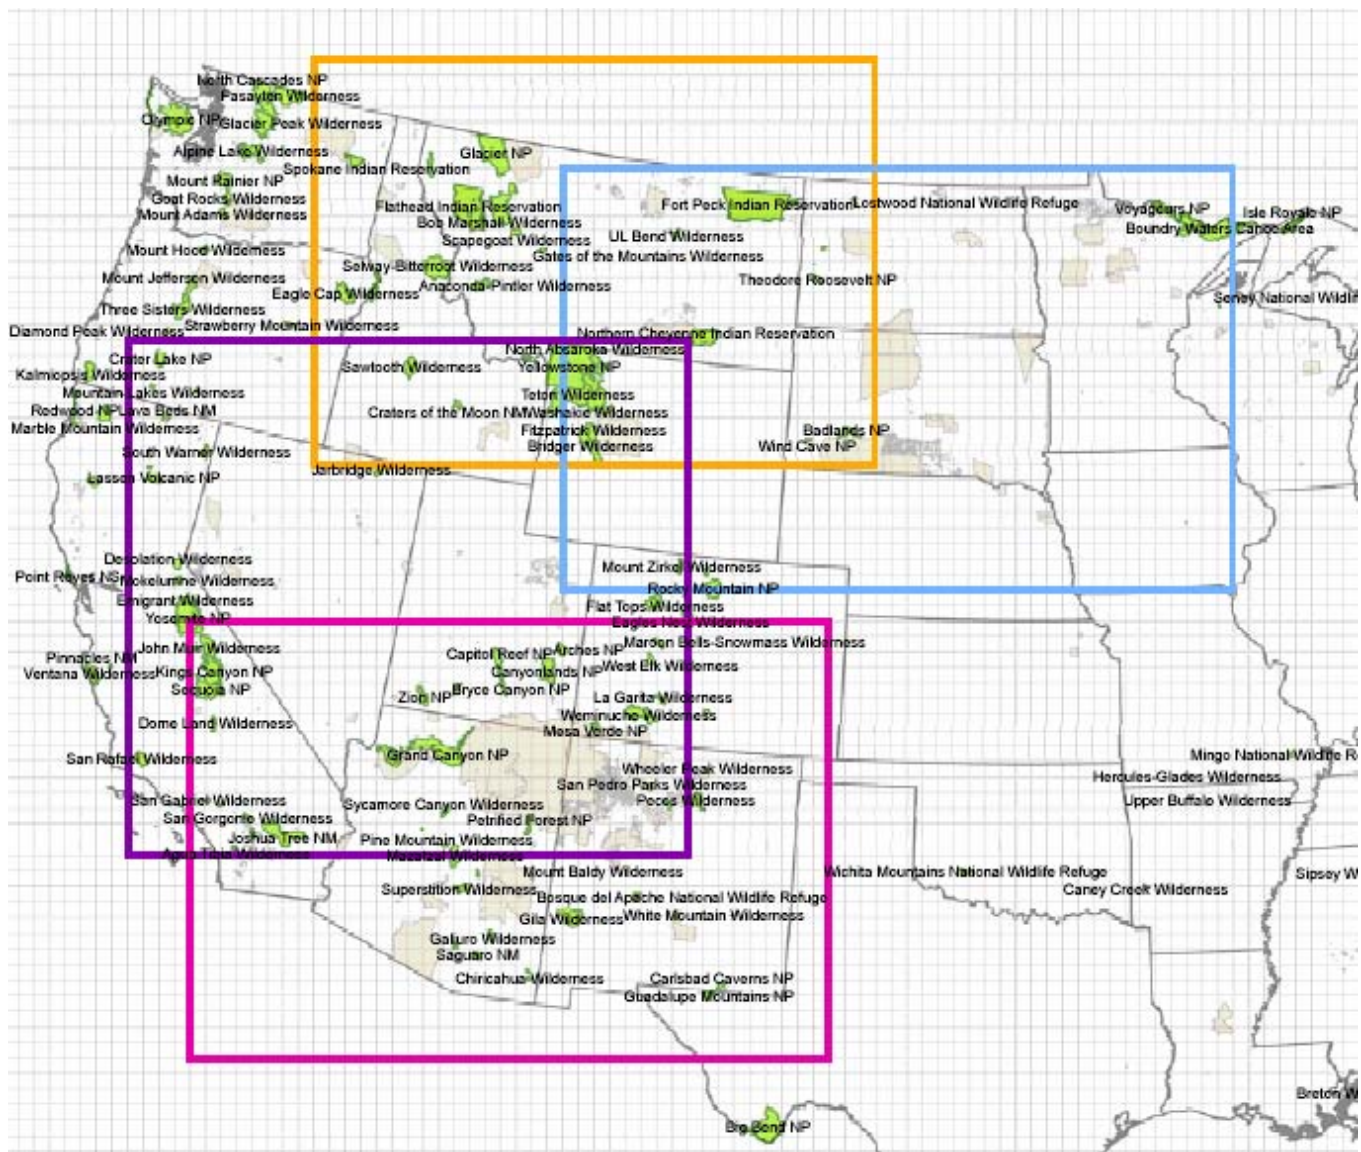 North Cascades NP
Pasayten Wilderness
Olympic NP
Glacier Peak Wilderness
Alpine Lake Wilderness
Glacier NP
Spokane Indian Reservation
Mount Rainier NP
Goat Rocks Wilderness
Flathead Indian Reservation
Fort Peck Indian Reservation
Lostwood National Wildlife Refuge
Voyageurs NP
Isle Royale NP
Mount Adams Wilderness
Bob Marshall Wilderness
Boundry Waters Canoe Area
Scapegoat Wilderness
UL Bend Wilderness
Mount Hood Wilderness
Gates of the Mountains Wilderness
Selway-Bitterroot Wilderness
Mount Jefferson Wilderness
Anaconda-Pintler Wilderness
Theodore Roosevelt NP
Eagle Cap Wilderness
Seney National Wildlif
Three Sisters Wilderness
Diamond Peak Wilderness
Strawberry Mountain Wilderness
Northern Cheyenne Indian Reservation
North Absaroka Wilderness
Crater Lake NP
Sawtooth Wilderness
Yellowstone NP
Kalmiopsis Wilderness
Mountain Lakes Wilderness
Teton Wilderness
Redwood NP
Lava Beds NM
Craters of the Moon NM
Washakie Wilderness
Marble Mountain Wilderness
Fitzpatrick Wilderness
Badlands NP
South Warner Wilderness
Bridger Wilderness
Wind Cave NP
Jarbridge Wilderness
Lassen Volcanic NP
Desolation Wilderness
Mount Zirkel Wilderness
Point Reyes NS
Mokelumne Wilderness
Rocky Mountain NP
Emigrant Wilderness
Flat Tops Wilderness
Yosemite NP
Eagles Nest Wilderness
John Muir Wilderness
Capitol Reef NP
Arches NP
Maroon Bells-Snowmass Wilderness
Pinnacles NM
Ventana Wilderness
Kings Canyon NP
Canyonlands NP
West Elk Wilderness
Sequoia NP
Zion NP
Bryce Canyon NP
La Garita Wilderness
Dome Land Wilderness
Weminuche Wilderness
Mesa Verde NP
San Rafael Wilderness
Grand Canyon NP
Mingo National Wildlife R
Wheeler Peak Wilderness
Hercules-Glades Wilderness
San Pedro Parks Wilderness
San Gabriel Wilderness
Sycamore Canyon Wilderness
Pecos Wilderness
Upper Buffalo Wilderness
San Gorgonio Wilderness
Petrified Forest NP
Joshua Tree NM
Pine Mountain Wilderness
Agua Tibia Wilderness
Mazatzal Wilderness
Mount Baldy Wilderness
Wichita Mountains National Wildlife Refuge
Sipsey W
Superstition Wilderness
Bosque del Apache National Wildlife Refuge
Caney Creek Wilderness
Gila Wilderness
White Mountain Wilderness
Galiuro Wilderness
Saguaro NM
Chiricahua Wilderness
Carlsbad Caverns NP
Guadalupe Mountains NP
Breton W
Big Bend NP